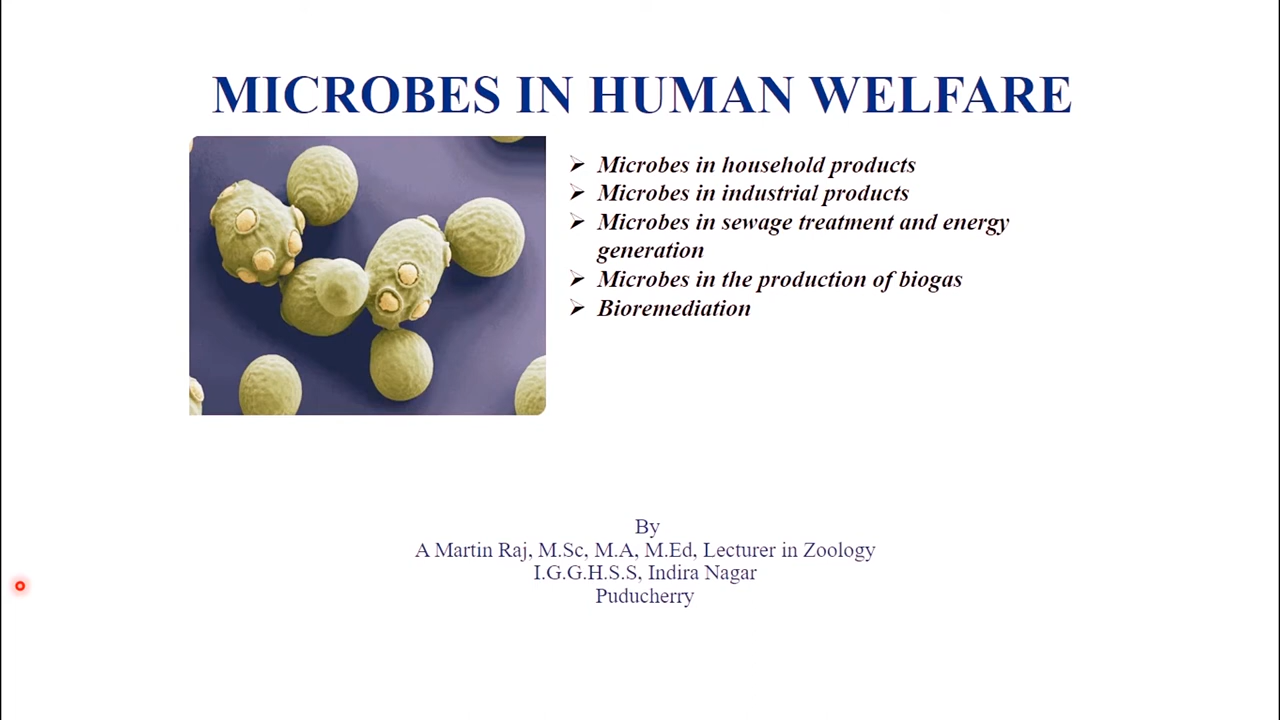 MICROBES IN HUMAN WELFARE
Microbes in household products
Microbes in industrial products
Microbes in sewage treatment and energy
generation
Microbes in the production of biogas
Bioremediation
By
A Martin Raj, M.Sc, M.A, M.Ed, Lecturer in Zoology
I.G.G.H.S.S, Indira Nagar
Puducherry